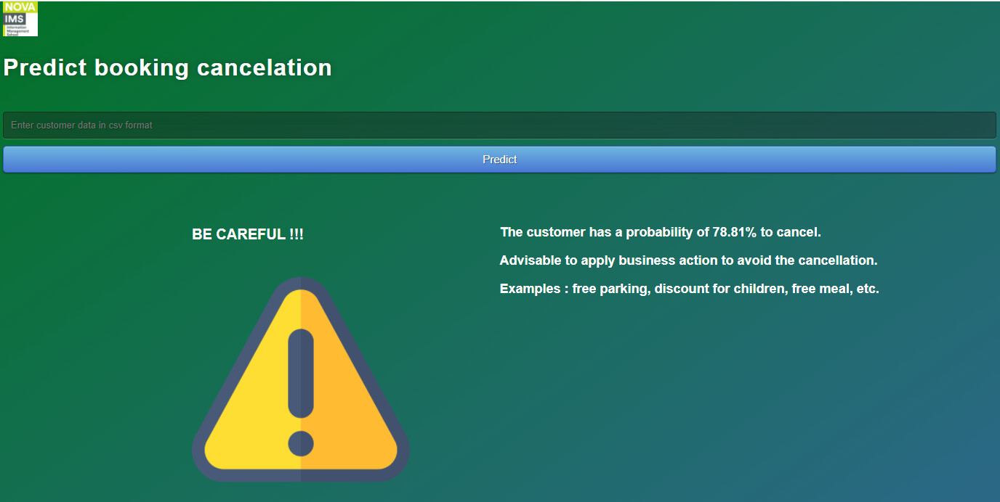 NOVA
IMS
Information
Management
School
Predict booking cancelation
Enter customer data in csv format
Predict
BE CAREFUL !!!
The customer has a probability of 78.81% to cancel.
Advisable to apply business action to avoid the cancellation.
Examples : free parking, discount for children, free meal, etc.